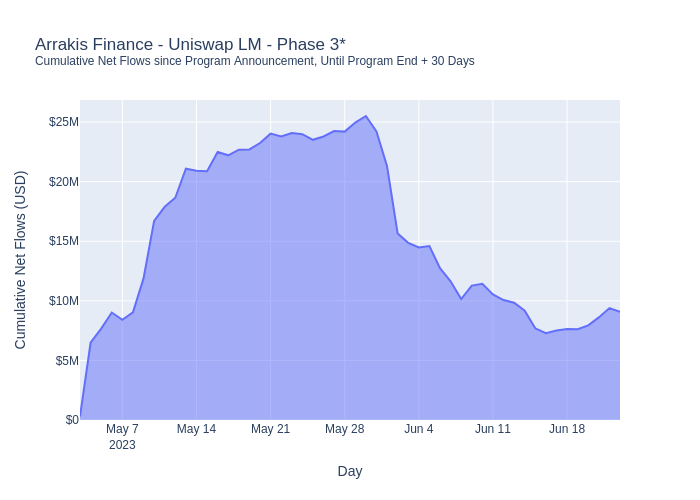 Arrakis Finance - Uniswap LM - Phase 3*
Cumulative Net Flows since Program Announcement, Until Program End + 30 Days
Cumulative Net Flows (USD)
$25M
$20M
$15M
$10M
$5M
$0
May 7 May 14 May 21 May 28 Jun 4 Jun 11 Jun 18
2023
Day